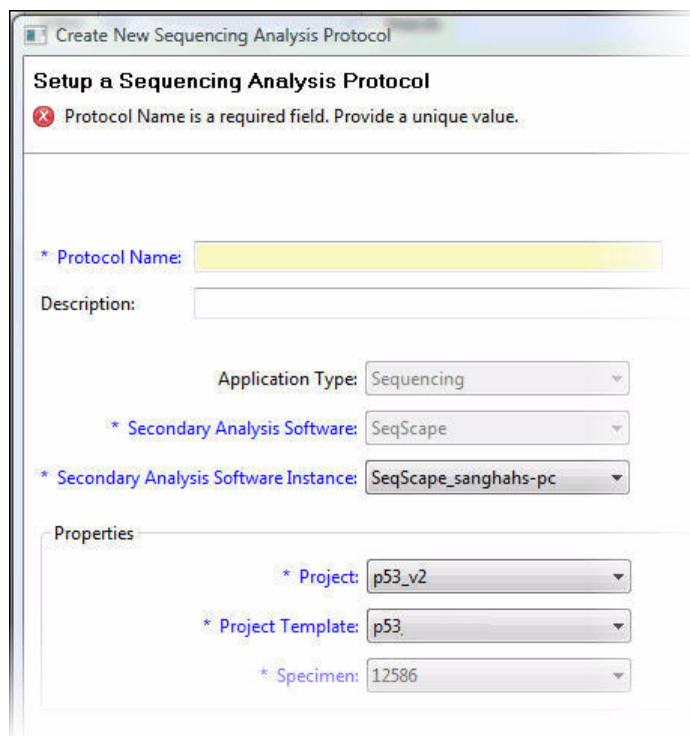 Create New Sequencing Analysis Protocol
Setup a Sequencing Analysis Protocol
Protocol Name is a required field. Provide a unique value.
* Protocol Name:
Description:
Application Type: Sequencing
* Secondary Analysis Software: SeqScape
* Secondary Analysis Software Instance: SeqScape_sanghahs-pc
Properties
* Project: p53_v2
* Project Template: p53
* Specimen: 12586